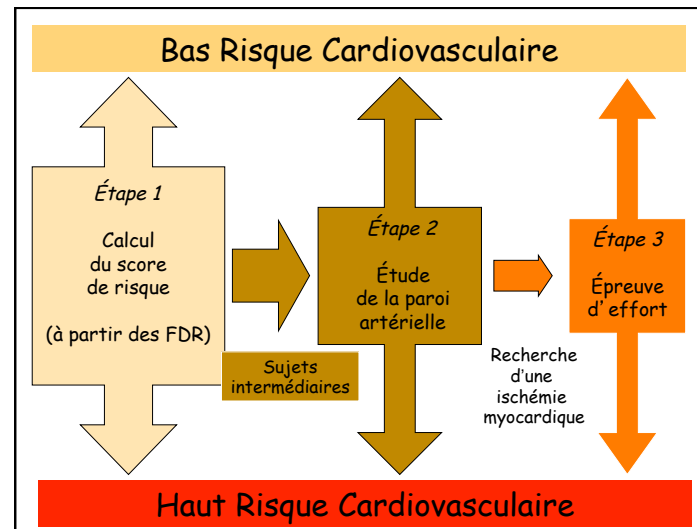 Bas Risque Cardiovasculaire
Étape 1
Calcul
du score
de risque
(à partir des FDR)
Sujets
intermédiaires
Étape 2
Étude
de la paroi
artérielle
Recherche
d'une
ischémie
myocardique
Étape 3
Épreuve
d'effort
Haut Risque Cardiovasculaire